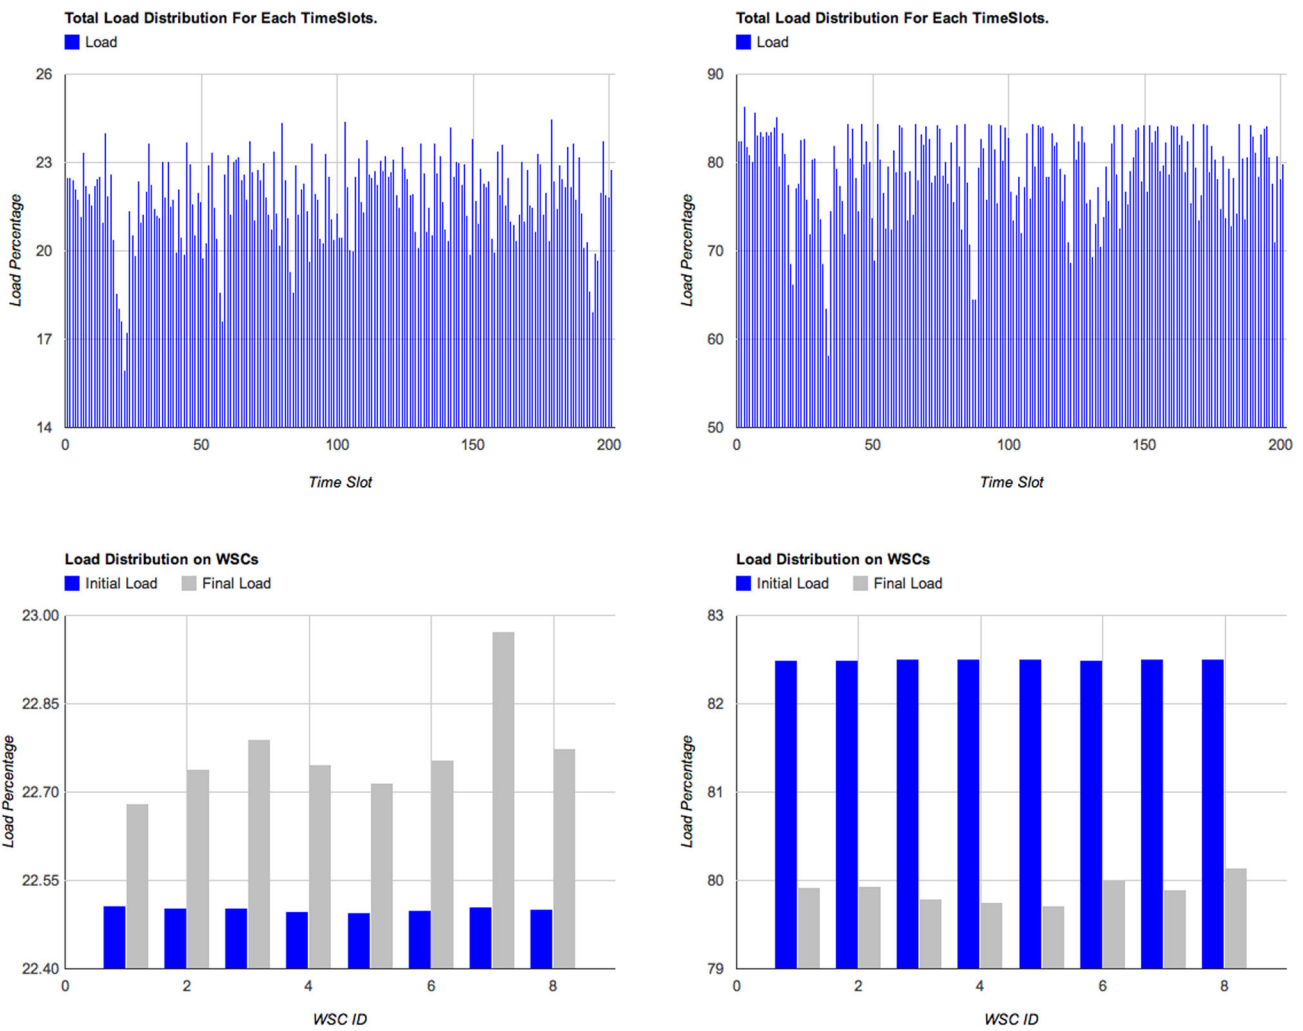 Total Load Distribution For Each TimeSlots.
Load
26
23
20
17
14
Load Percentage
0 50 100 150 200
Time Slot
Total Load Distribution For Each TimeSlots.
Load
90
80
70
60
50
Load Percentage
0 50 100 150 200
Time Slot
Load Distribution on WSCs
Initial Load Final Load
23.00
22.85
22.70
22.55
22.40
Load Percentage
0 2 4 6 8
WSC ID
Load Distribution on WSCs
Initial Load Final Load
83
82
81
80
79
Load Percentage
0 2 4 6 8
WSC ID